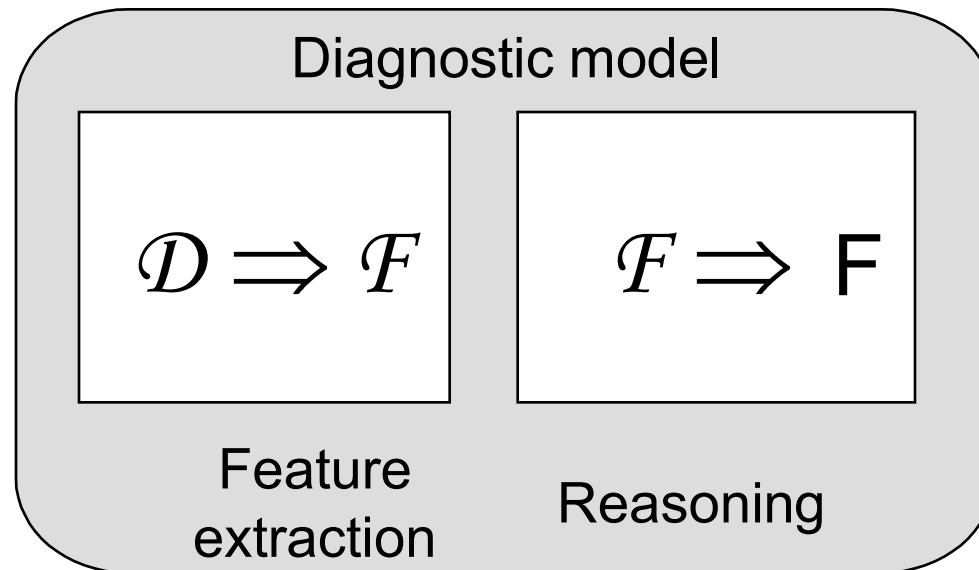 Diagnostic model
𝒟 ⇒ ℱ
ℱ ⇒ F
Feature
extraction
Reasoning